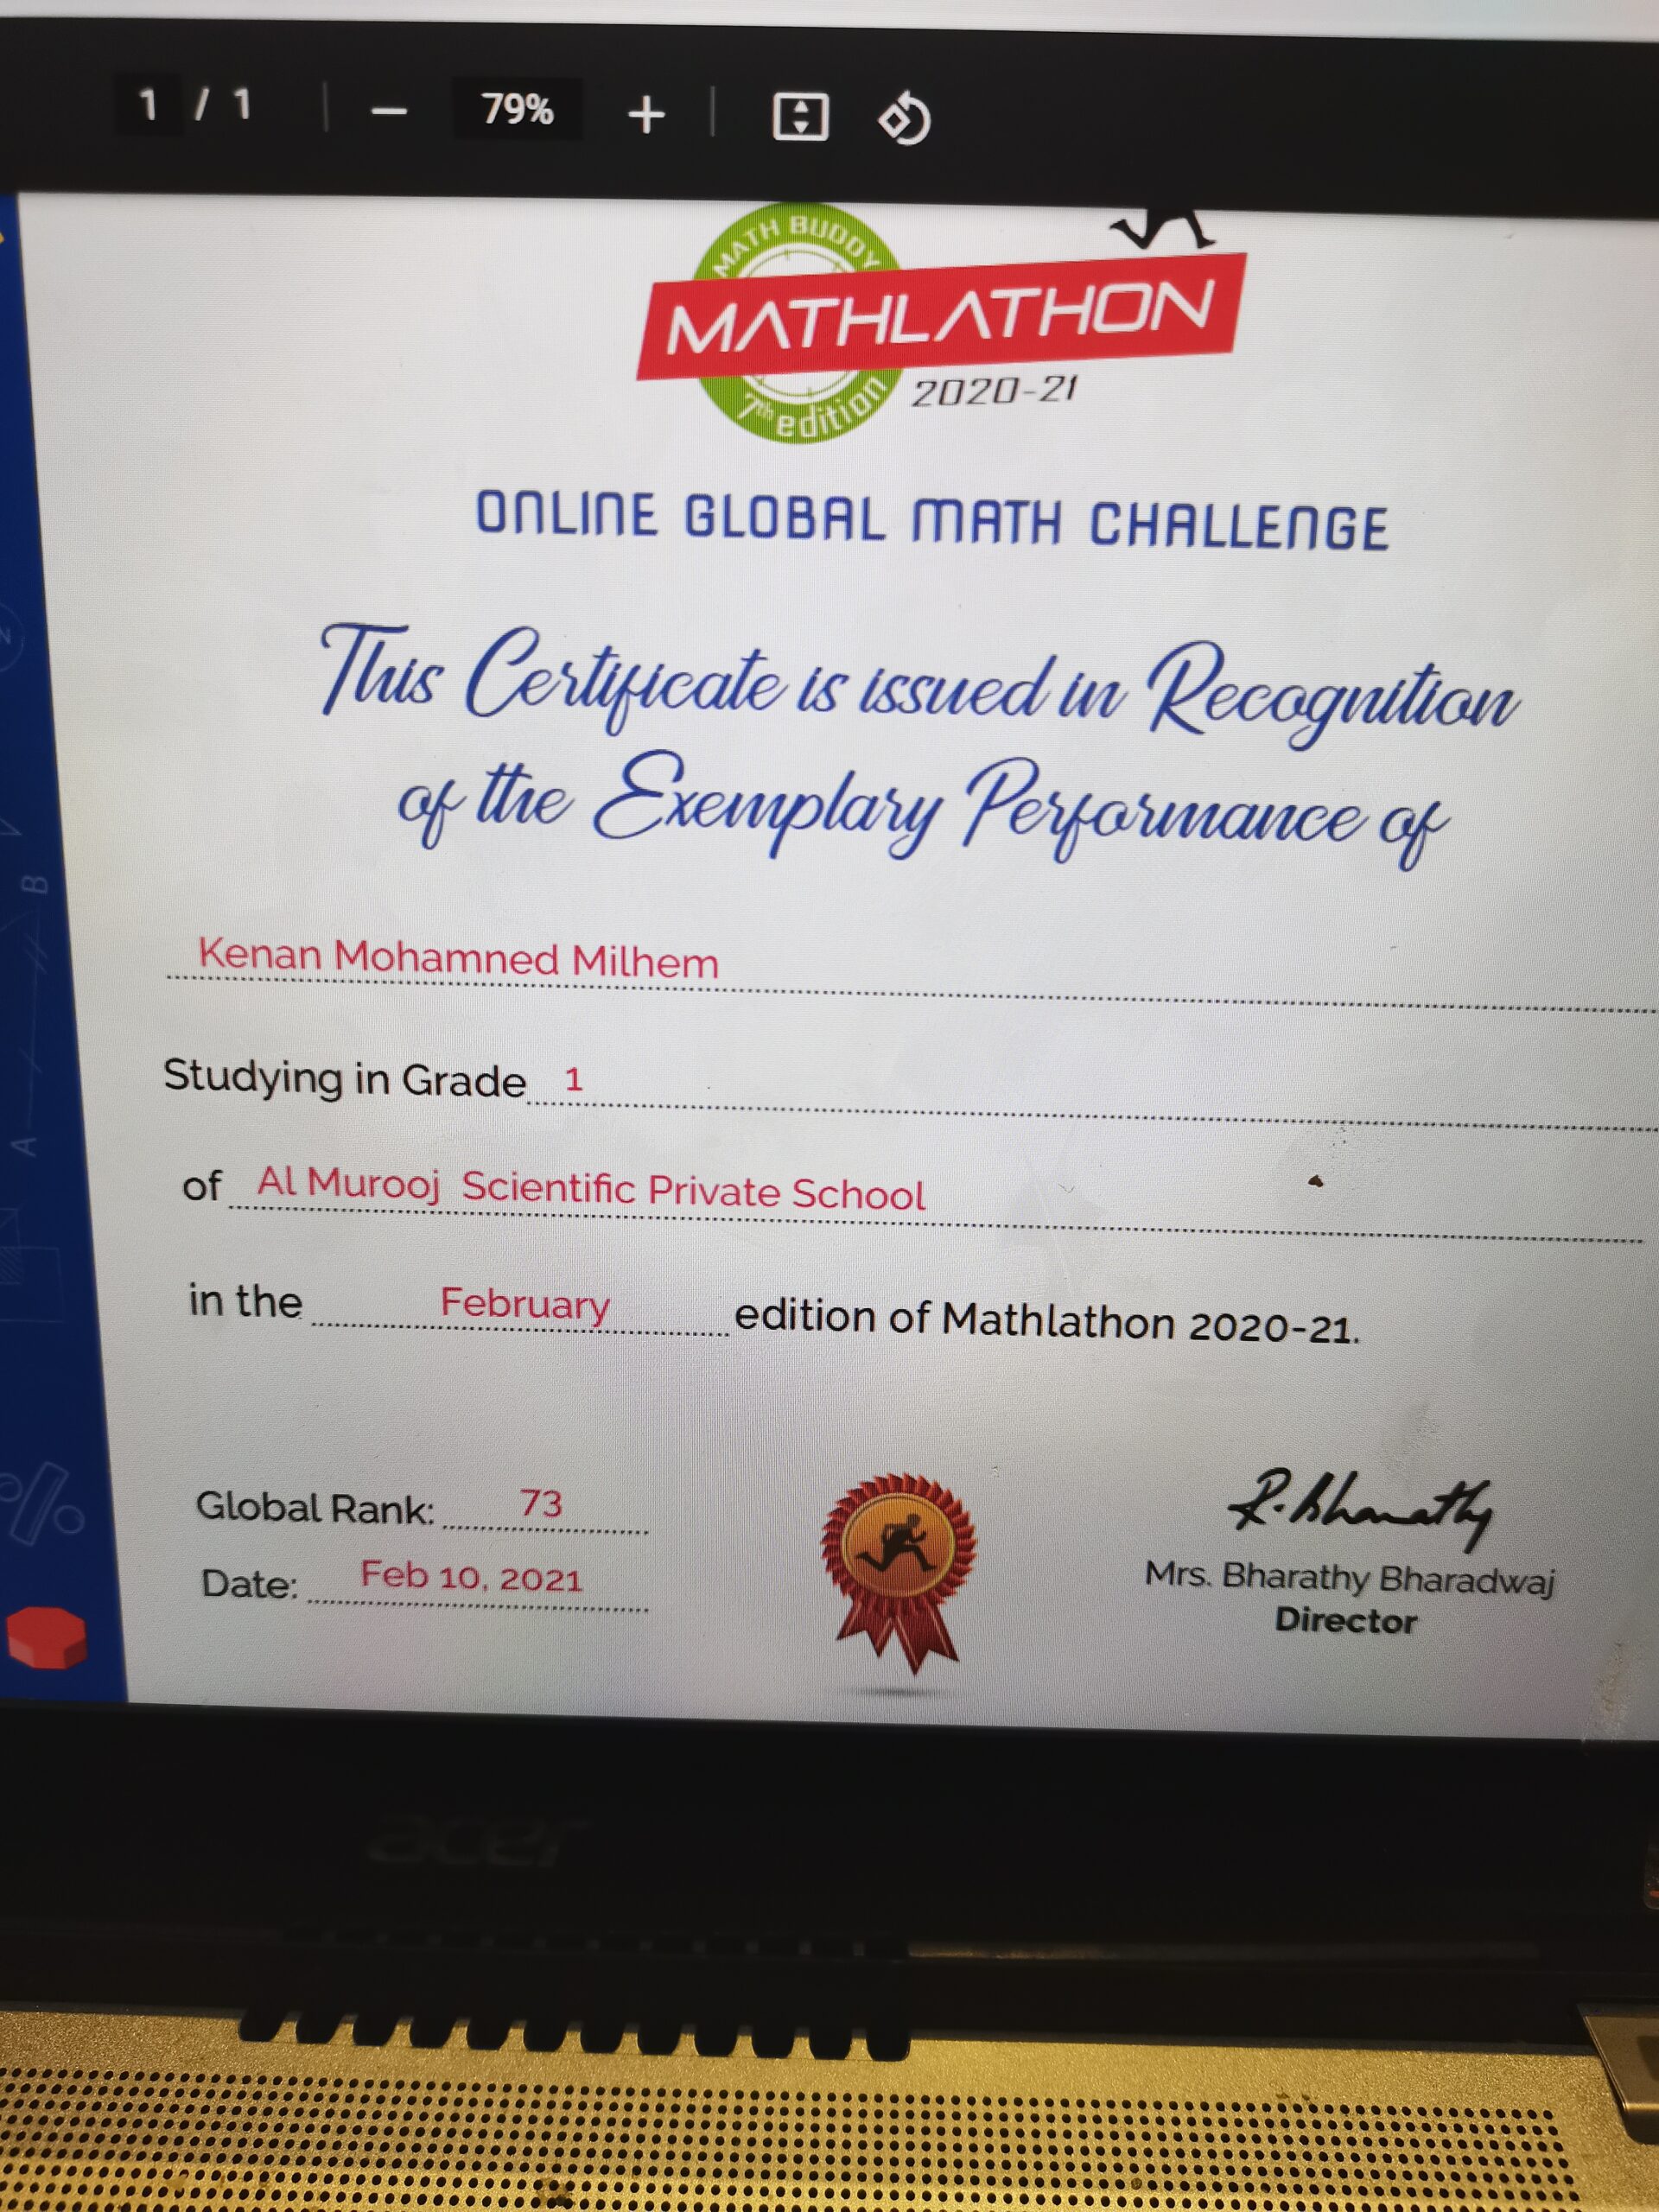 1 / 1 − 79% +
MATH BUDDY
MATHLATHON
2020-21
7th edition
ONLINE GLOBAL MATH CHALLENGE
This Certificate is issued in Recognition
of the Exemplary Performance of
Kenan Mohamned Milhem
Studying in Grade 1
of Al Murooj Scientific Private School
in the February edition of Mathlathon 2020-21.
Global Rank: 73
Date: Feb 10, 2021
R. Bharathy
Mrs. Bharathy Bharadwaj
Director
B
A
%
acer